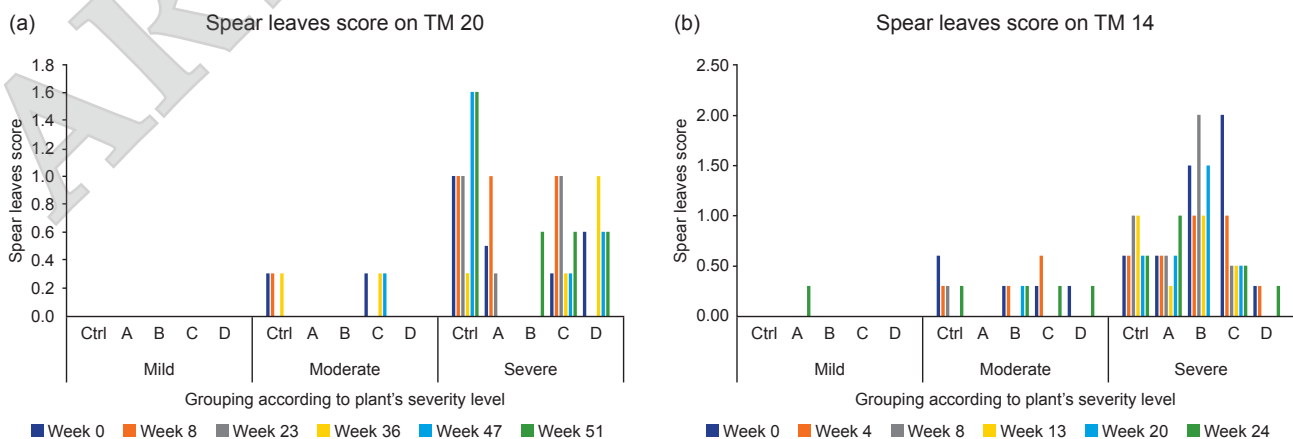 (a) Spear leaves score on TM 20
Spear leaves score
1.8
1.6
1.4
1.2
1.0
0.8
0.6
0.4
0.2
0.0
Ctrl A B C D Ctrl A B C D Ctrl A B C D
Mild Moderate Severe
Grouping according to plant's severity level
Week 0 Week 8 Week 23 Week 36 Week 47 Week 51
(b) Spear leaves score on TM 14
Spear leaves score
2.50
2.00
1.50
1.00
0.50
0.00
Ctrl A B C D Ctrl A B C D Ctrl A B C D
Mild Moderate Severe
Grouping according to plant's severity level
Week 0 Week 4 Week 8 Week 13 Week 20 Week 24